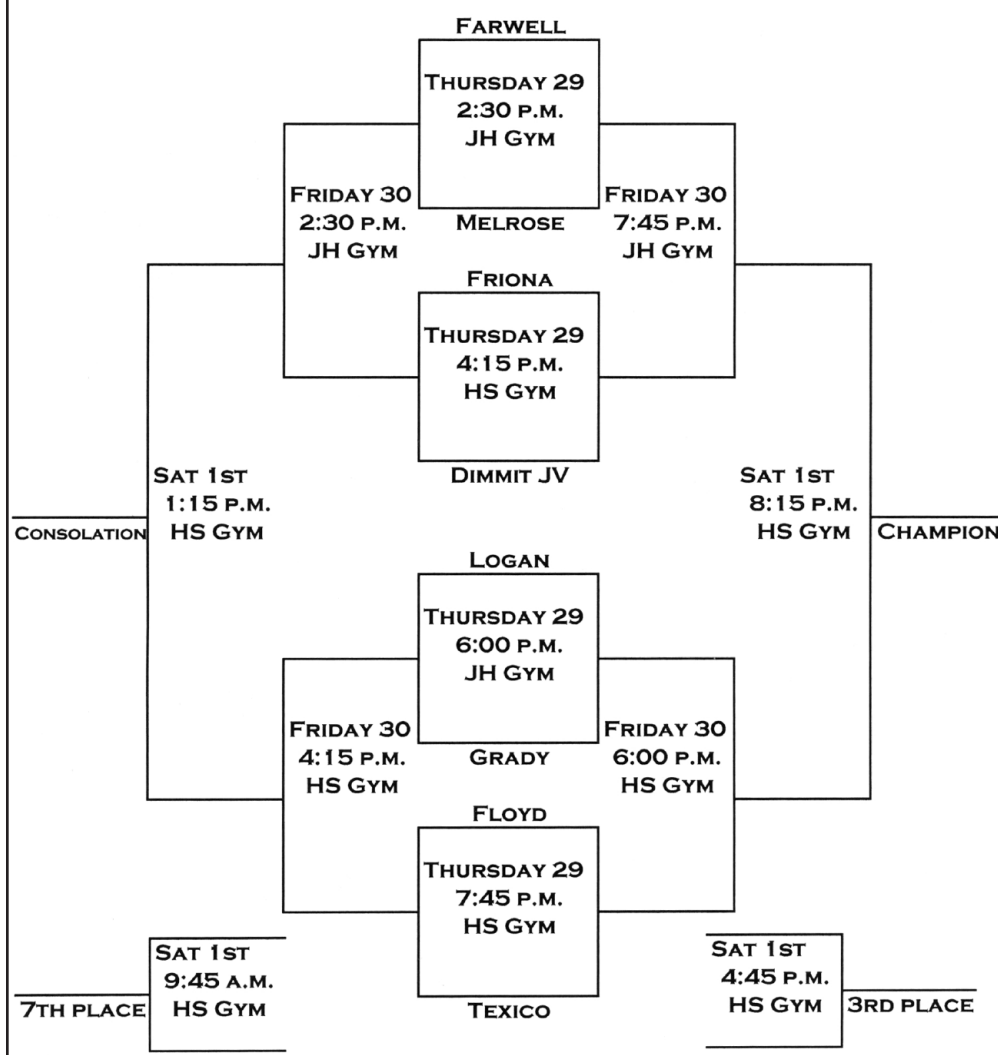 FARWELL
THURSDAY 29
2:30 P.M.
JH GYM
MELROSE
FRIDAY 30
2:30 P.M.
JH GYM
FRIDAY 30
7:45 P.M.
JH GYM
FRIONA
THURSDAY 29
4:15 P.M.
HS GYM
DIMMIT JV
SAT 1ST
1:15 P.M.
HS GYM
CONSOLATION
SAT 1ST
8:15 P.M.
HS GYM
CHAMPION
LOGAN
THURSDAY 29
6:00 P.M.
JH GYM
GRADY
FRIDAY 30
4:15 P.M.
HS GYM
FRIDAY 30
6:00 P.M.
HS GYM
FLOYD
THURSDAY 29
7:45 P.M.
HS GYM
TEXICO
SAT 1ST
9:45 A.M.
HS GYM
7TH PLACE
SAT 1ST
4:45 P.M.
HS GYM
3RD PLACE